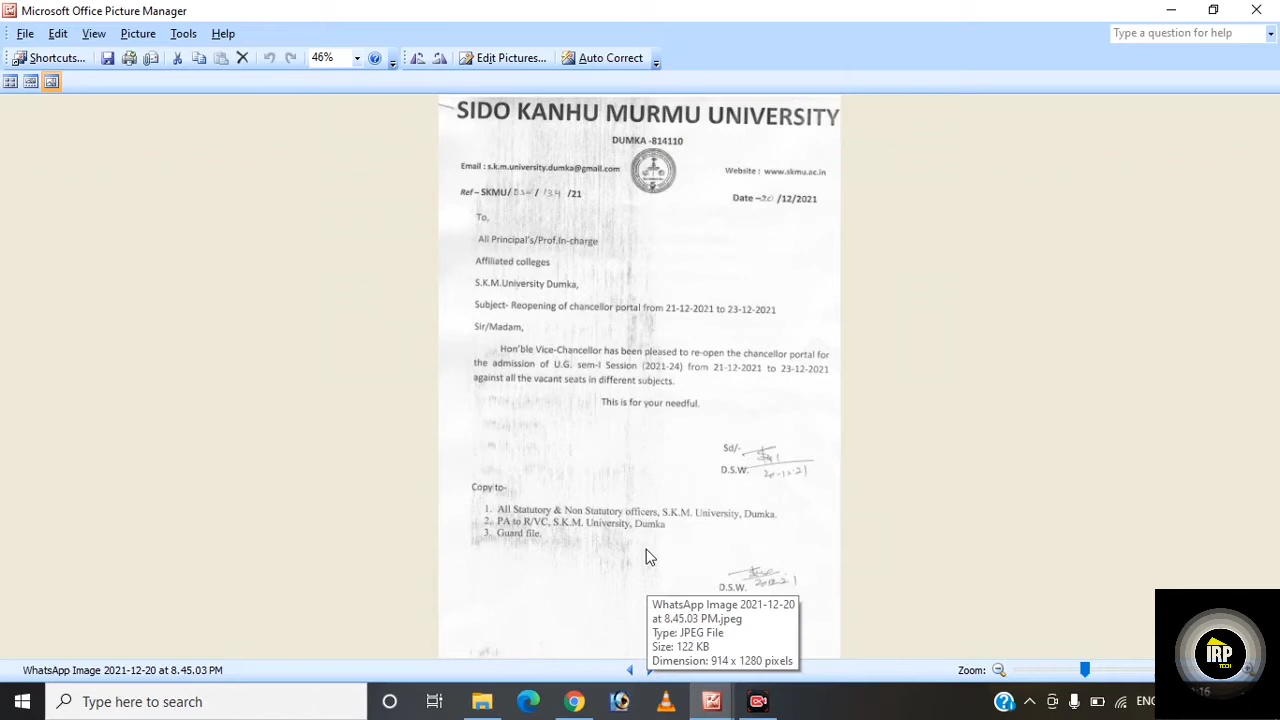 Microsoft Office Picture Manager
File Edit View Picture Tools Help
Type a question for help
Shortcuts... 46% Edit Pictures... Auto Correct
SIDO KANHU MURMU UNIVERSITY
DUMKA -814110
Email : s.k.m.university.dumka@gmail.com
Website : www.skmu.ac.in
Ref – SKMU/ / 134 /21
Date –20 /12/2021
To,
All Principal's/Prof.In-charge
Affiliated colleges
S.K.M.University Dumka,
Subject- Reopening of chancellor portal from 21-12-2021 to 23-12-2021
Sir/Madam,
Hon'ble Vice-Chancellor has been pleased to re-open the chancellor portal for
the admission of U.G. sem-I Session (2021-24) from 21-12-2021 to 23-12-2021
against all the vacant seats in different subjects.
This is for your needful.
Sd/-
D.S.W. 20-12-21
Copy to-
1. All Statutory & Non Statutory officers, S.K.M. University, Dumka.
2. PA to R/VC, S.K.M. University, Dumka
3. Guard file.
D.S.W.
WhatsApp Image 2021-12-20
at 8.45.03 PM.jpeg
Type: JPEG File
Size: 122 KB
Dimension: 914 x 1280 pixels
WhatsApp Image 2021-12-20 at 8.45.03 PM
Zoom:
Type here to search
ENG
:16
IRP
TECH